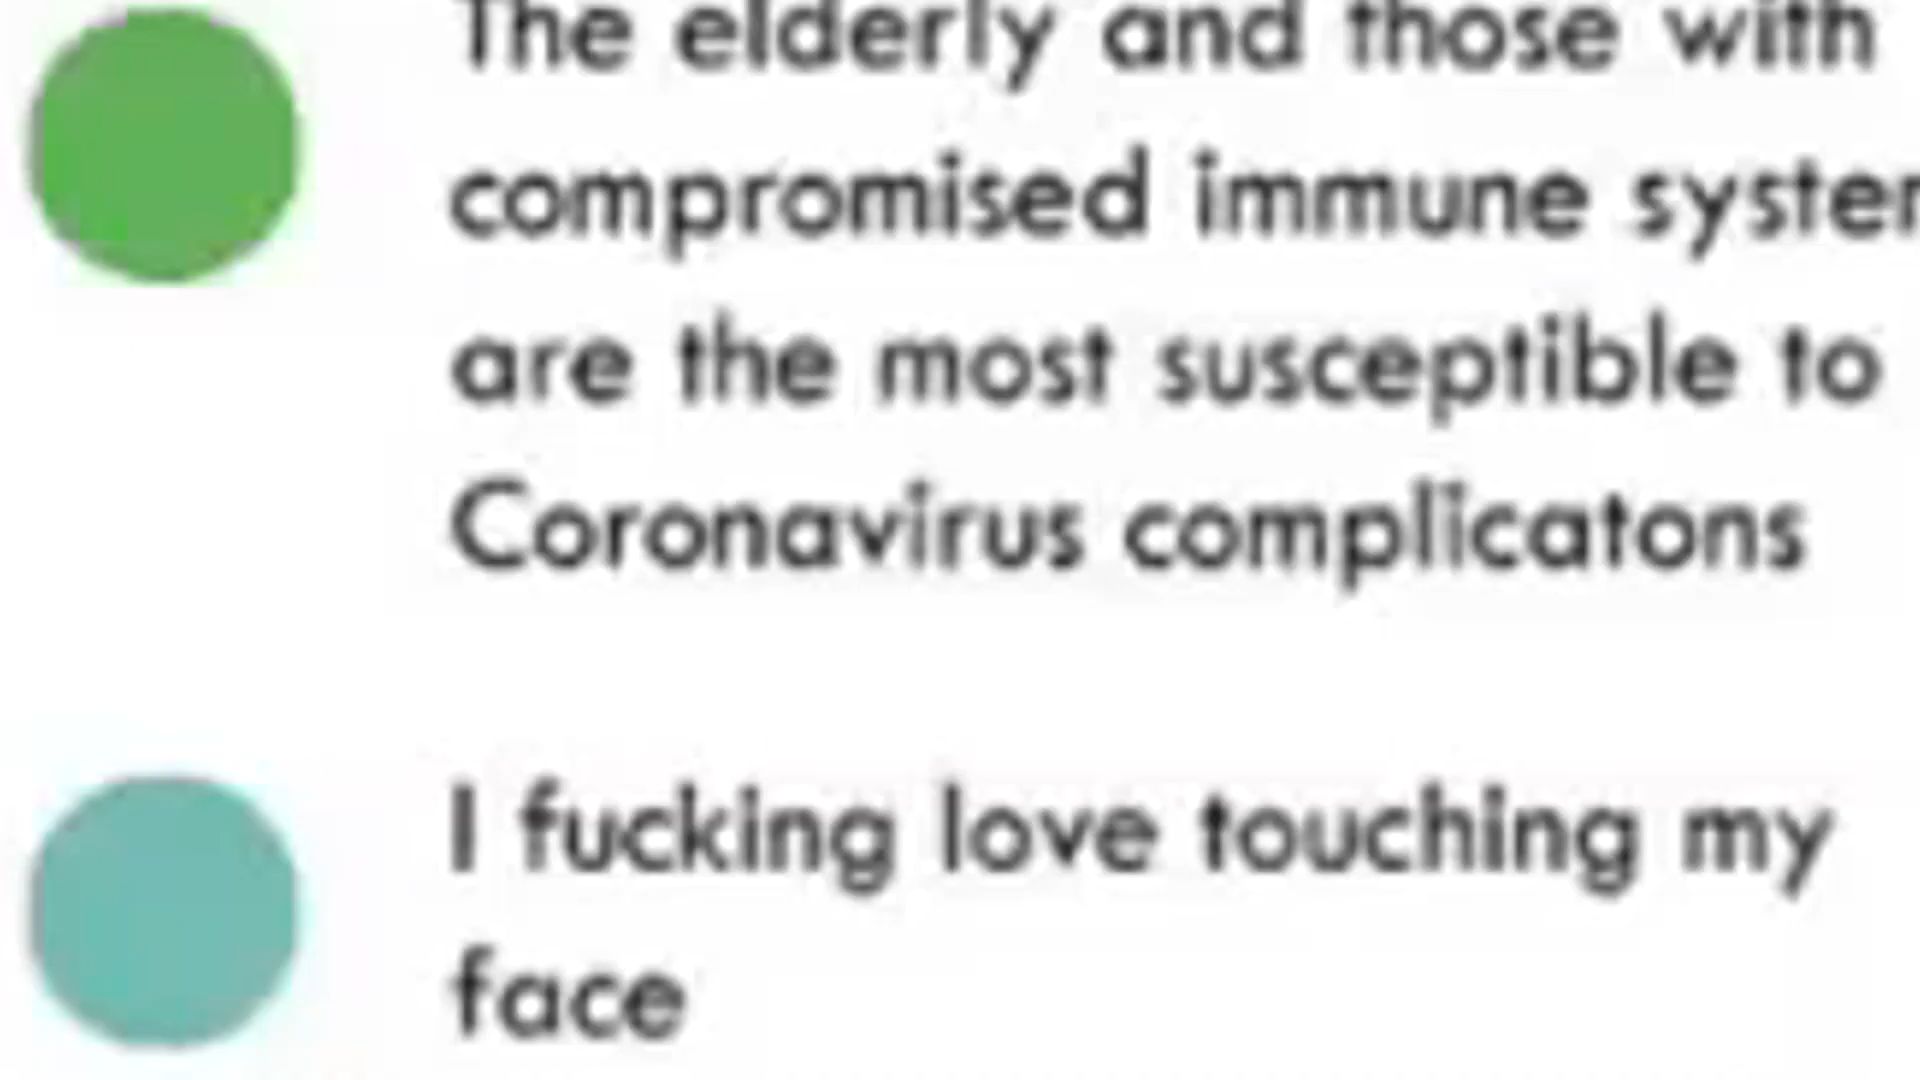 The elderly and those with
compromised immune system
are the most susceptible to
Coronavirus complicatons
I fucking love touching my
face